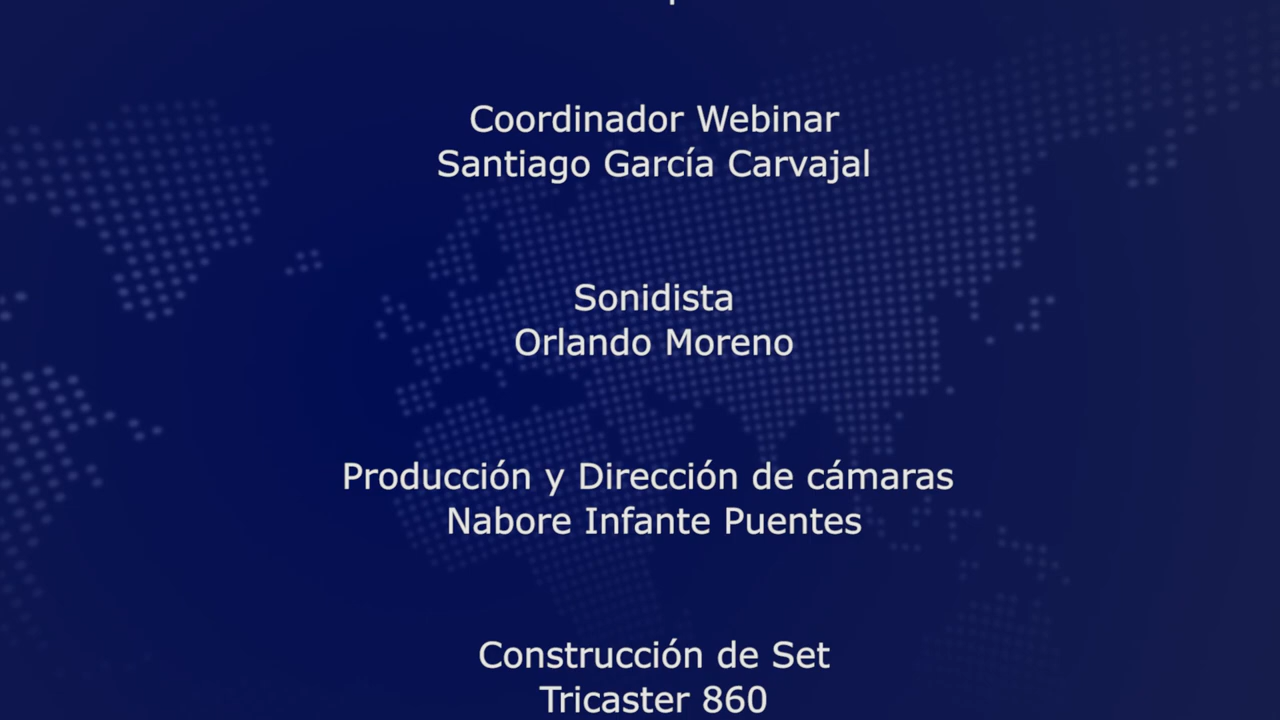 Coordinador Webinar
Santiago García Carvajal
Sonidista
Orlando Moreno
Producción y Dirección de cámaras
Nabore Infante Puentes
Construcción de Set
Tricaster 860